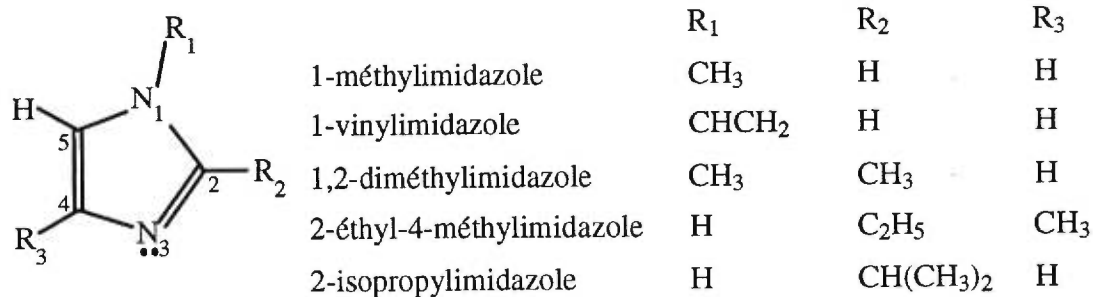 R₁ R₂ R₃
1-méthylimidazole CH₃ H H
1-vinylimidazole CHCH₂ H H
1,2-diméthylimidazole CH₃ CH₃ H
2-éthyl-4-méthylimidazole H C₂H₅ CH₃
2-isopropylimidazole H CH(CH₃)₂ H
R₁
H N₁
5
2 R₂
4
R₃ N₃